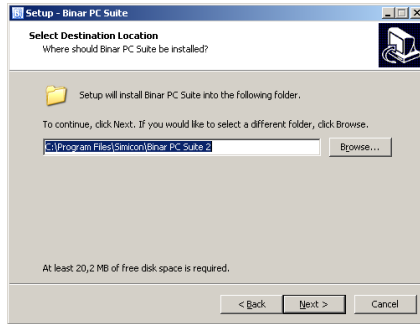 Setup - Binar PC Suite
Select Destination Location
Where should Binar PC Suite be installed?
Setup will install Binar PC Suite into the following folder.
To continue, click Next. If you would like to select a different folder, click Browse.
C:\Program Files\Simicon\Binar PC Suite 2
Browse...
At least 20,2 MB of free disk space is required.
< Back
Next >
Cancel